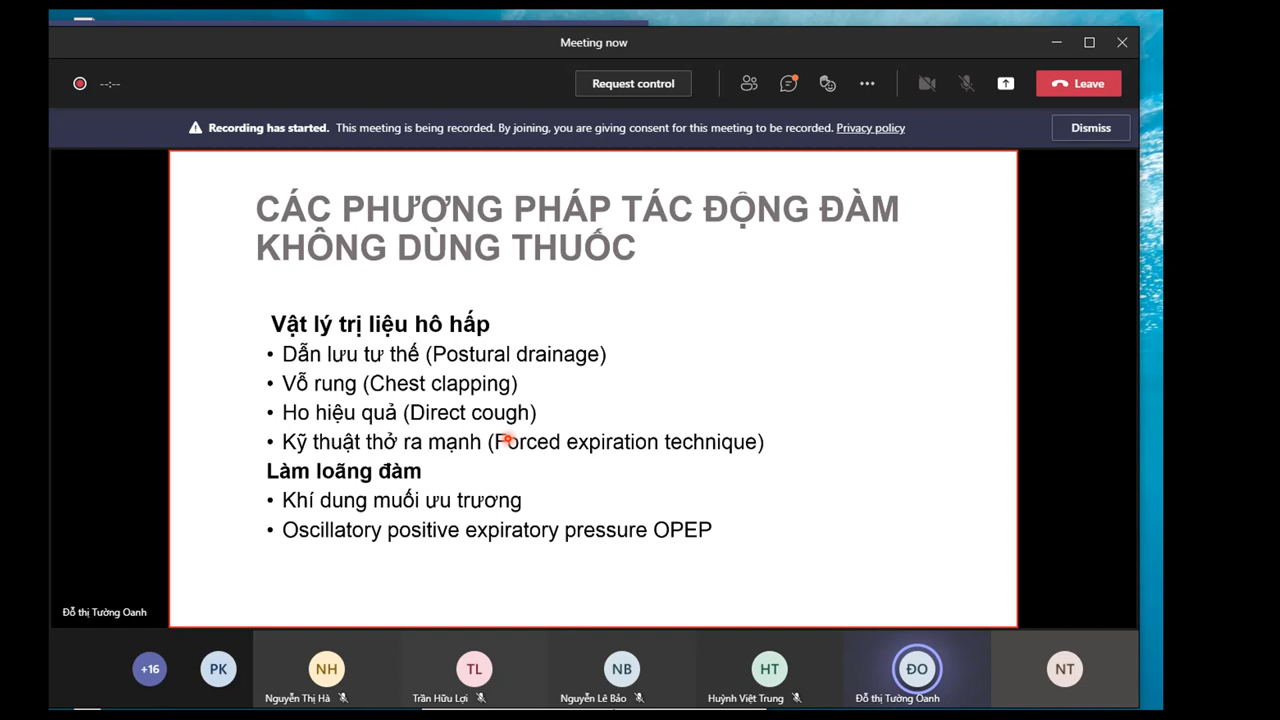 Meeting now
--:--
Request control
Leave
Recording has started. This meeting is being recorded. By joining, you are giving consent for this meeting to be recorded. Privacy policy
Dismiss
CÁC PHƯƠNG PHÁP TÁC ĐỘNG ĐÀM
KHÔNG DÙNG THUỐC
Vật lý trị liệu hô hấp
• Dẫn lưu tư thế (Postural drainage)
• Vỗ rung (Chest clapping)
• Ho hiệu quả (Direct cough)
• Kỹ thuật thở ra mạnh (Forced expiration technique)
Làm loãng đàm
• Khí dung muối ưu trương
• Oscillatory positive expiratory pressure OPEP
Đỗ thị Tường Oanh
+16
PK
NH
TL
NB
HT
ĐO
NT
Nguyễn Thị Hà
Trần Hữu Lợi
Nguyễn Lê Bảo
Huỳnh Việt Trung
Đỗ thị Tường Oanh